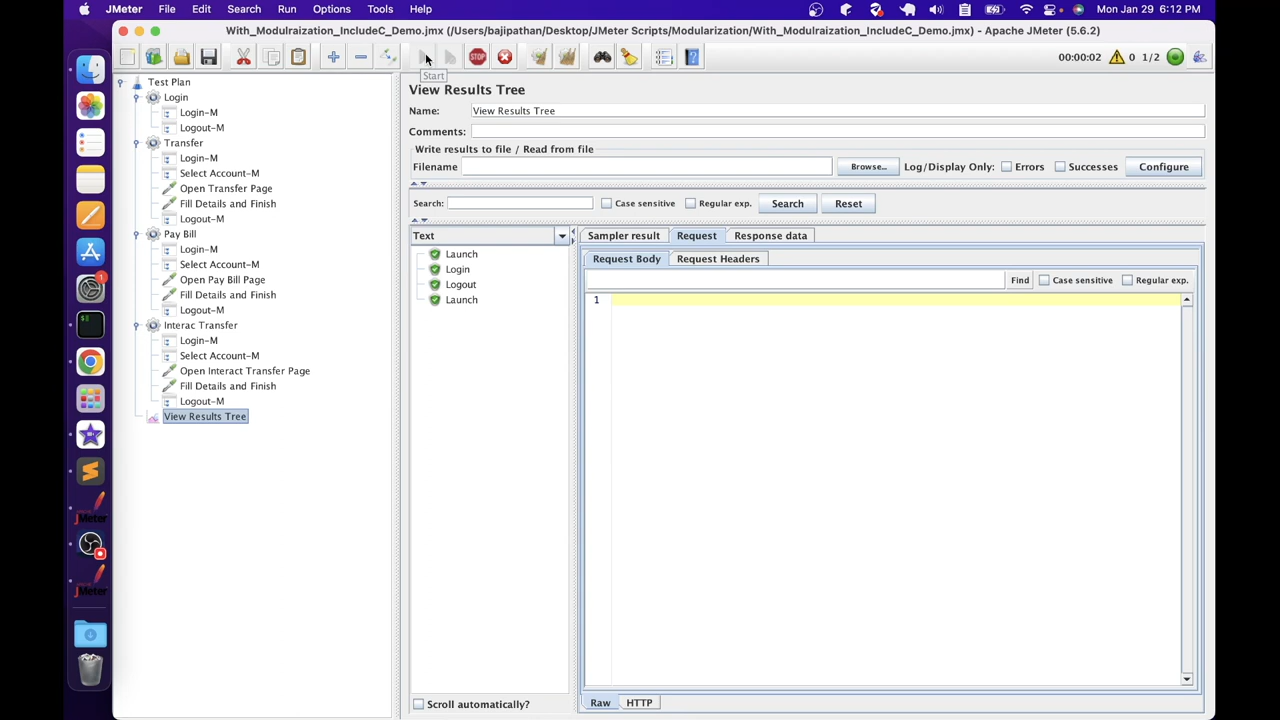 JMeter File Edit Search Run Options Tools Help Mon Jan 29 6:12 PM
With_Modulraization_IncludeC_Demo.jmx (/Users/bajipathan/Desktop/JMeter Scripts/Modularization/With_Modulraization_IncludeC_Demo.jmx) - Apache JMeter (5.6.2)
STOP 00:00:02 0 1/2
Start
Test Plan
Login
Login-M
Logout-M
Transfer
Login-M
Select Account-M
Open Transfer Page
Fill Details and Finish
Logout-M
Pay Bill
Login-M
Select Account-M
Open Pay Bill Page
Fill Details and Finish
Logout-M
Interac Transfer
Login-M
Select Account-M
Open Interact Transfer Page
Fill Details and Finish
Logout-M
View Results Tree
View Results Tree
Name: View Results Tree
Comments:
Write results to file / Read from file
Filename Browse... Log/Display Only: Errors Successes Configure
Search: Case sensitive Regular exp. Search Reset
Text
Launch
Login
Logout
Launch
Scroll automatically?
Sampler result Request Response data
Request Body Request Headers
Find Case sensitive Regular exp.
1
Raw HTTP
1
$
JMeter
JMeter